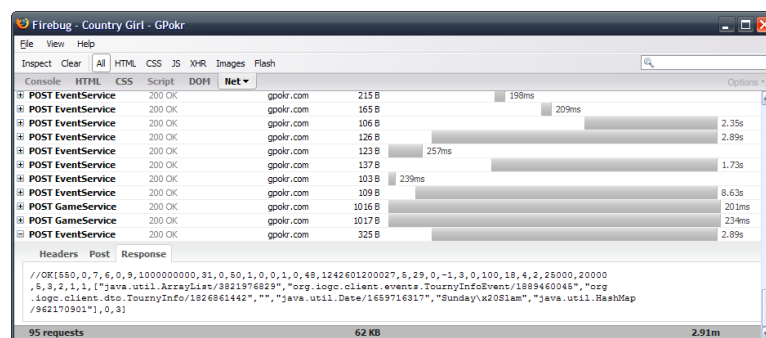 Firebug - Country Girl - GPokr
File View Help
Inspect Clear All HTML CSS JS XHR Images Flash
Console HTML CSS Script DOM Net Options
POST EventService 200 OK gpokr.com 215 B 198ms
POST EventService 200 OK gpokr.com 165 B 209ms
POST EventService 200 OK gpokr.com 106 B 2.35s
POST EventService 200 OK gpokr.com 126 B 2.89s
POST EventService 200 OK gpokr.com 123 B 257ms
POST EventService 200 OK gpokr.com 137 B 1.73s
POST EventService 200 OK gpokr.com 103 B 239ms
POST EventService 200 OK gpokr.com 109 B 8.63s
POST GameService 200 OK gpokr.com 1016 B 201ms
POST GameService 200 OK gpokr.com 1017 B 234ms
POST EventService 200 OK gpokr.com 325 B 2.89s
Headers Post Response
//OK[550,0,7,6,0,9,1000000000,31,0,50,1,0,0,1,0,48,1242601200027,5,29,0,-1,3,0,100,18,4,2,25000,20000
,5,3,2,1,1,["java.util.ArrayList/3821976829","org.iogc.client.events.TournyInfoEvent/1889460045","org
.iogc.client.dto.TournyInfo/1826861442","","java.util.Date/1659716317","Sunday\x20Slam","java.util.HashMap
/962170901"],0,3]
95 requests 62 KB 2.91m